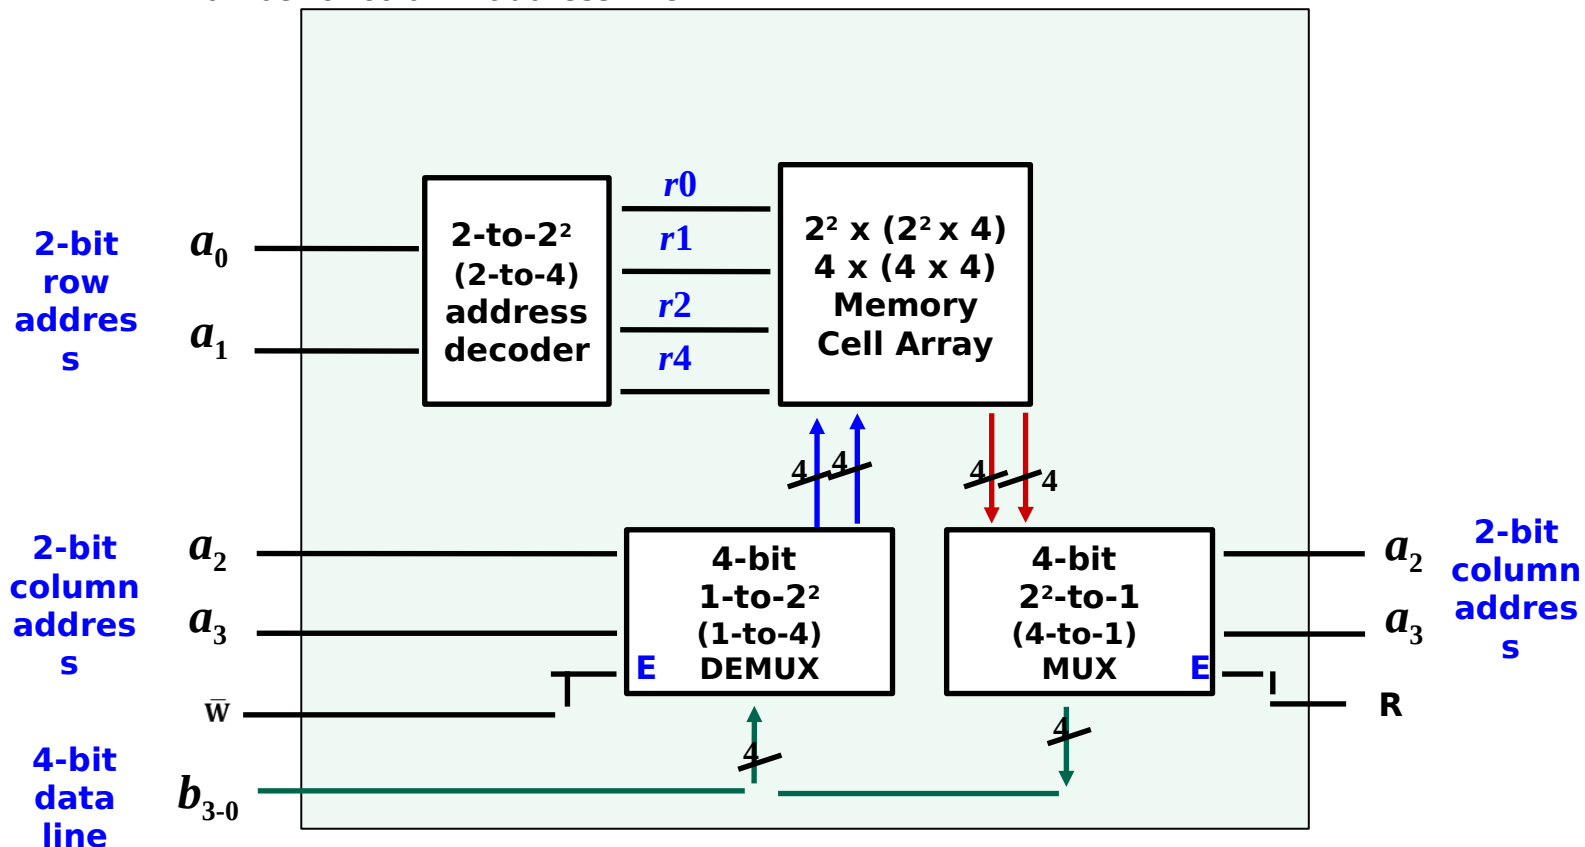 r0
r1
r2
r4
2-bit
row
addres
s
a0
a1
2-to-2²
(2-to-4)
address
decoder
2² x (2² x 4)
4 x (4 x 4)
Memory
Cell Array
4
4
4
4
2-bit
column
addres
s
a2
a3
W̅
4-bit
1-to-2²
(1-to-4)
E DEMUX
4-bit
2²-to-1
(4-to-1)
MUX E
a2
a3
R
2-bit
column
addres
s
4
4
4-bit
data
line
b3-0